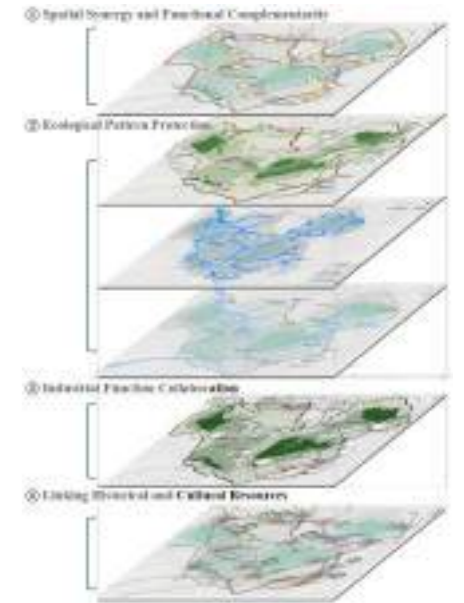 ① Spatial Synergy and Functional Complementarity
② Ecological Pattern Protection
③ Industrial Function Collaboration
④ Linking Historical and Cultural Resources